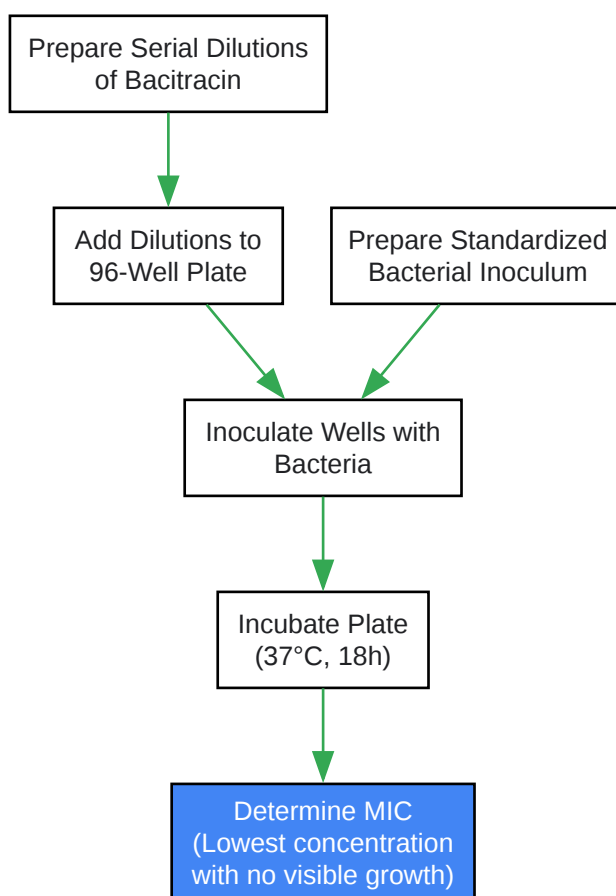 Prepare Serial Dilutions
of Bacitracin
Add Dilutions to
96-Well Plate
Prepare Standardized
Bacterial Inoculum
Inoculate Wells with
Bacteria
Incubate Plate
(37°C, 18h)
Determine MIC
(Lowest concentration
with no visible growth)